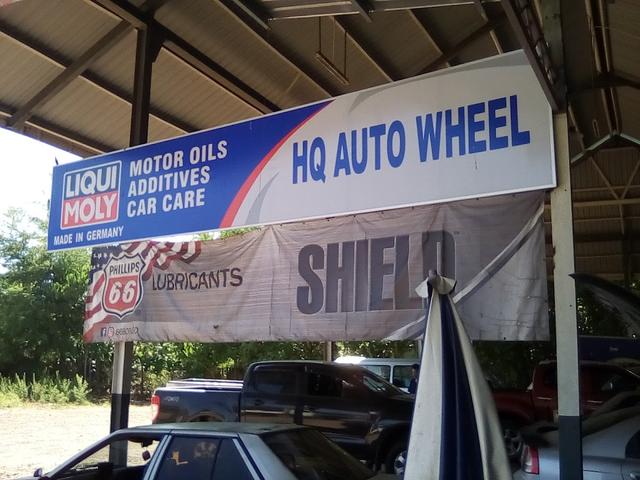 LIQUI
MOLY
MOTOR OILS
ADDITIVES
CAR CARE
MADE IN GERMANY
HQ AUTO WHEEL
PHILLIPS
66
LUBRICANTS
SHIELD